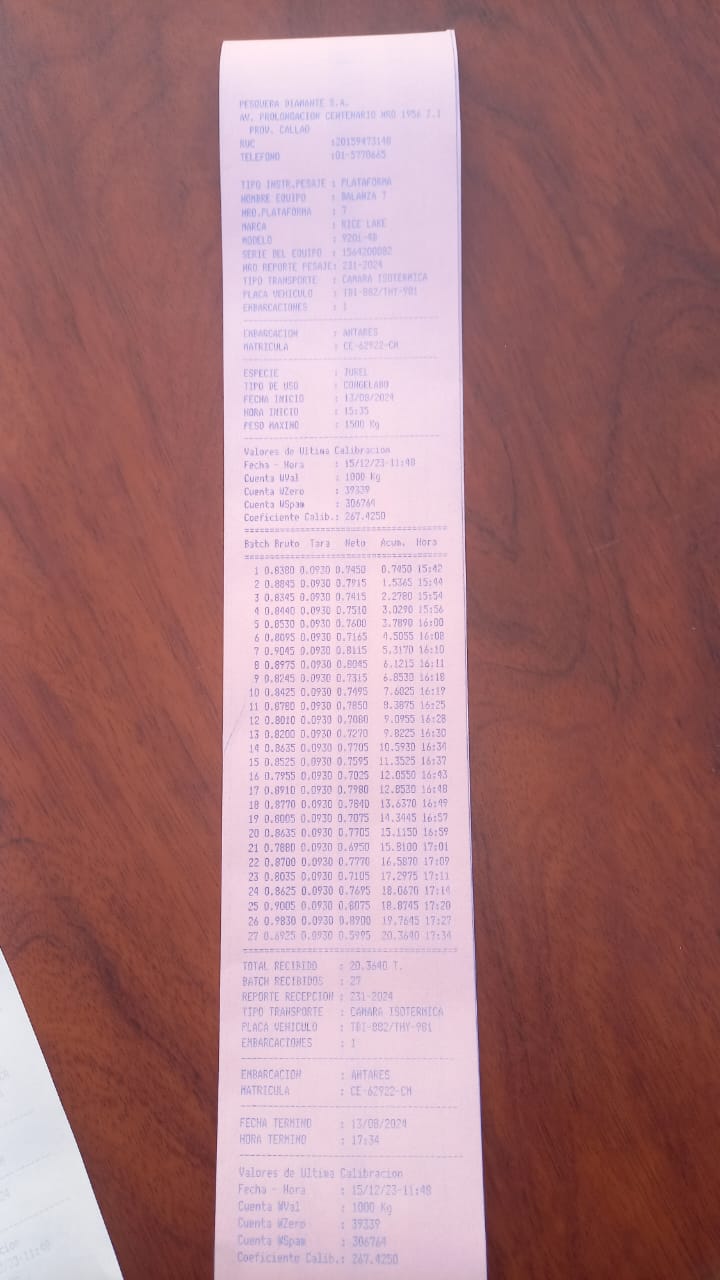 PESQUERA DIAMANTE S.A.
AV. PROLONGACION CENTENARIO NRO 1956 Z.I
PROV. CALLAO
RUC :20159473148
TELEFONO :01-5770665
TIPO INSTR.PESAJE : PLATAFORMA
NOMBRE EQUIPO : BALANZA 7
NRO.PLATAFORMA : 7
MARCA : RICE LAKE
MODELO : 920i-4B
SERIE DEL EQUIPO : 1564200082
NRO REPORTE PESAJE: 231-2024
TIPO TRANSPORTE : CAMARA ISOTERMICA
PLACA VEHICULO : TBI-882/THY-981
EMBARCACIONES : 1
EMBARCACION : ANTARES
MATRICULA : CE-62922-CM
ESPECIE : JUREL
TIPO DE USO : CONGELADO
FECHA INICIO : 13/08/2024
HORA INICIO : 15:35
PESO MAXIMO : 1500 Kg
Valores de Ultima Calibracion
Fecha - Hora : 15/12/23-11:48
Cuenta WVal : 1000 Kg
Cuenta WZero : 39339
Cuenta WSpam : 306764
Coeficiente Calib.: 267.4250
Batch Bruto Tara Neto Acum. Hora
1 0.8380 0.0930 0.7450 0.7450 15:42
2 0.8845 0.0930 0.7915 1.5365 15:44
3 0.8345 0.0930 0.7415 2.2780 15:54
4 0.8440 0.0930 0.7510 3.0290 15:56
5 0.8530 0.0930 0.7600 3.7890 16:00
6 0.8095 0.0930 0.7165 4.5055 16:08
7 0.9045 0.0930 0.8115 5.3170 16:10
8 0.8975 0.0930 0.8045 6.1215 16:11
9 0.8245 0.0930 0.7315 6.8530 16:18
10 0.8425 0.0930 0.7495 7.6025 16:19
11 0.8780 0.0930 0.7850 8.3875 16:25
12 0.8010 0.0930 0.7080 9.0955 16:28
13 0.8200 0.0930 0.7270 9.8225 16:30
14 0.8635 0.0930 0.7705 10.5930 16:34
15 0.8525 0.0930 0.7595 11.3525 16:37
16 0.7955 0.0930 0.7025 12.0550 16:43
17 0.8910 0.0930 0.7980 12.8530 16:48
18 0.8770 0.0930 0.7840 13.6370 16:49
19 0.8005 0.0930 0.7075 14.3445 16:57
20 0.8635 0.0930 0.7705 15.1150 16:59
21 0.7880 0.0930 0.6950 15.8100 17:01
22 0.8700 0.0930 0.7770 16.5870 17:09
23 0.8035 0.0930 0.7105 17.2975 17:11
24 0.8625 0.0930 0.7695 18.0670 17:14
25 0.9005 0.0930 0.8075 18.8745 17:20
26 0.9830 0.0930 0.8900 19.7645 17:27
27 0.6925 0.0930 0.5995 20.3640 17:34
TOTAL RECIBIDO : 20.3640 T.
BATCH RECIBIDOS : 27
REPORTE RECEPCION : 231-2024
TIPO TRANSPORTE : CAMARA ISOTERMICA
PLACA VEHICULO : TBI-882/THY-981
EMBARCACIONES : 1
EMBARCACION : ANTARES
MATRICULA : CE-62922-CM
FECHA TERMINO : 13/08/2024
HORA TERMINO : 17:34
Valores de Ultima Calibracion
Fecha - Hora : 15/12/23-11:48
Cuenta WVal : 1000 Kg
Cuenta WZero : 39339
Cuenta WSpam : 306764
Coeficiente Calib.: 267.4250